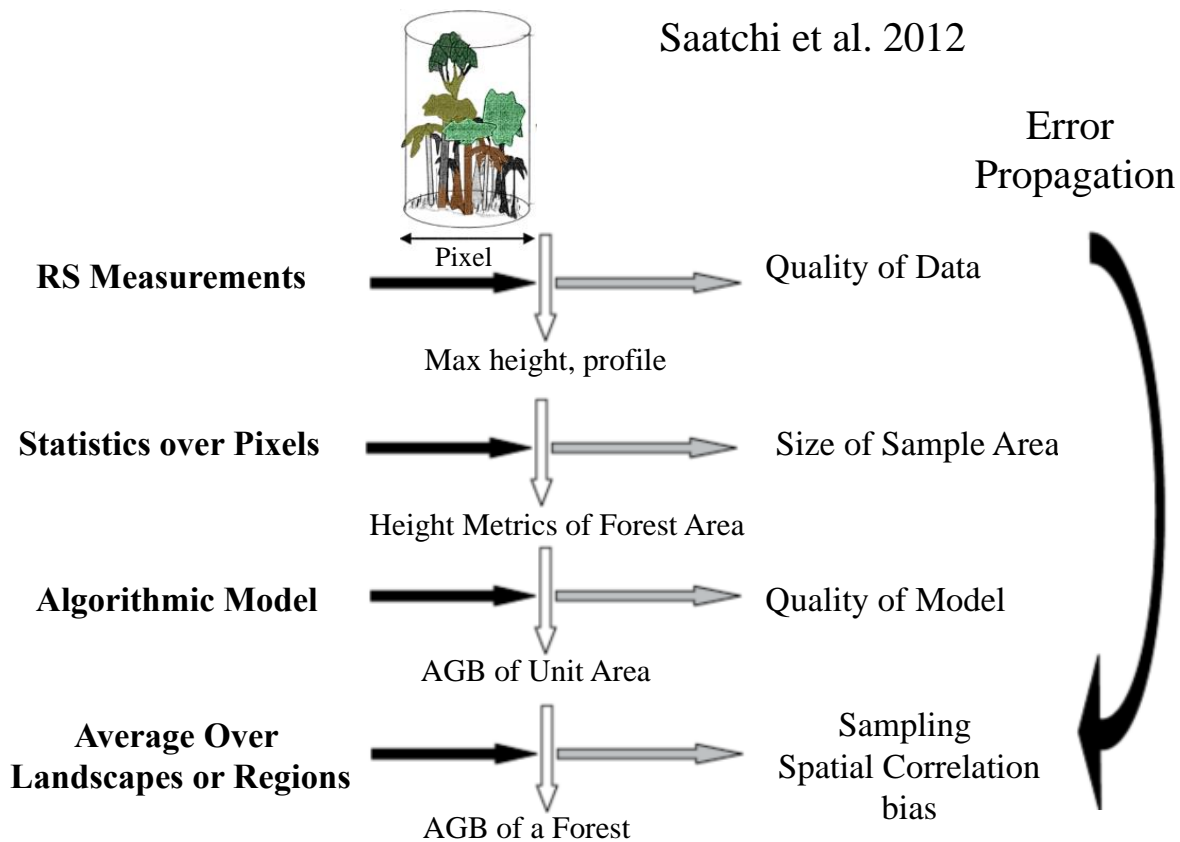 Saatchi et al. 2012
Error
Propagation
Pixel
RS Measurements
Quality of Data
Max height, profile
Statistics over Pixels
Size of Sample Area
Height Metrics of Forest Area
Algorithmic Model
Quality of Model
AGB of Unit Area
Average Over
Landscapes or Regions
Sampling
Spatial Correlation
bias
AGB of a Forest